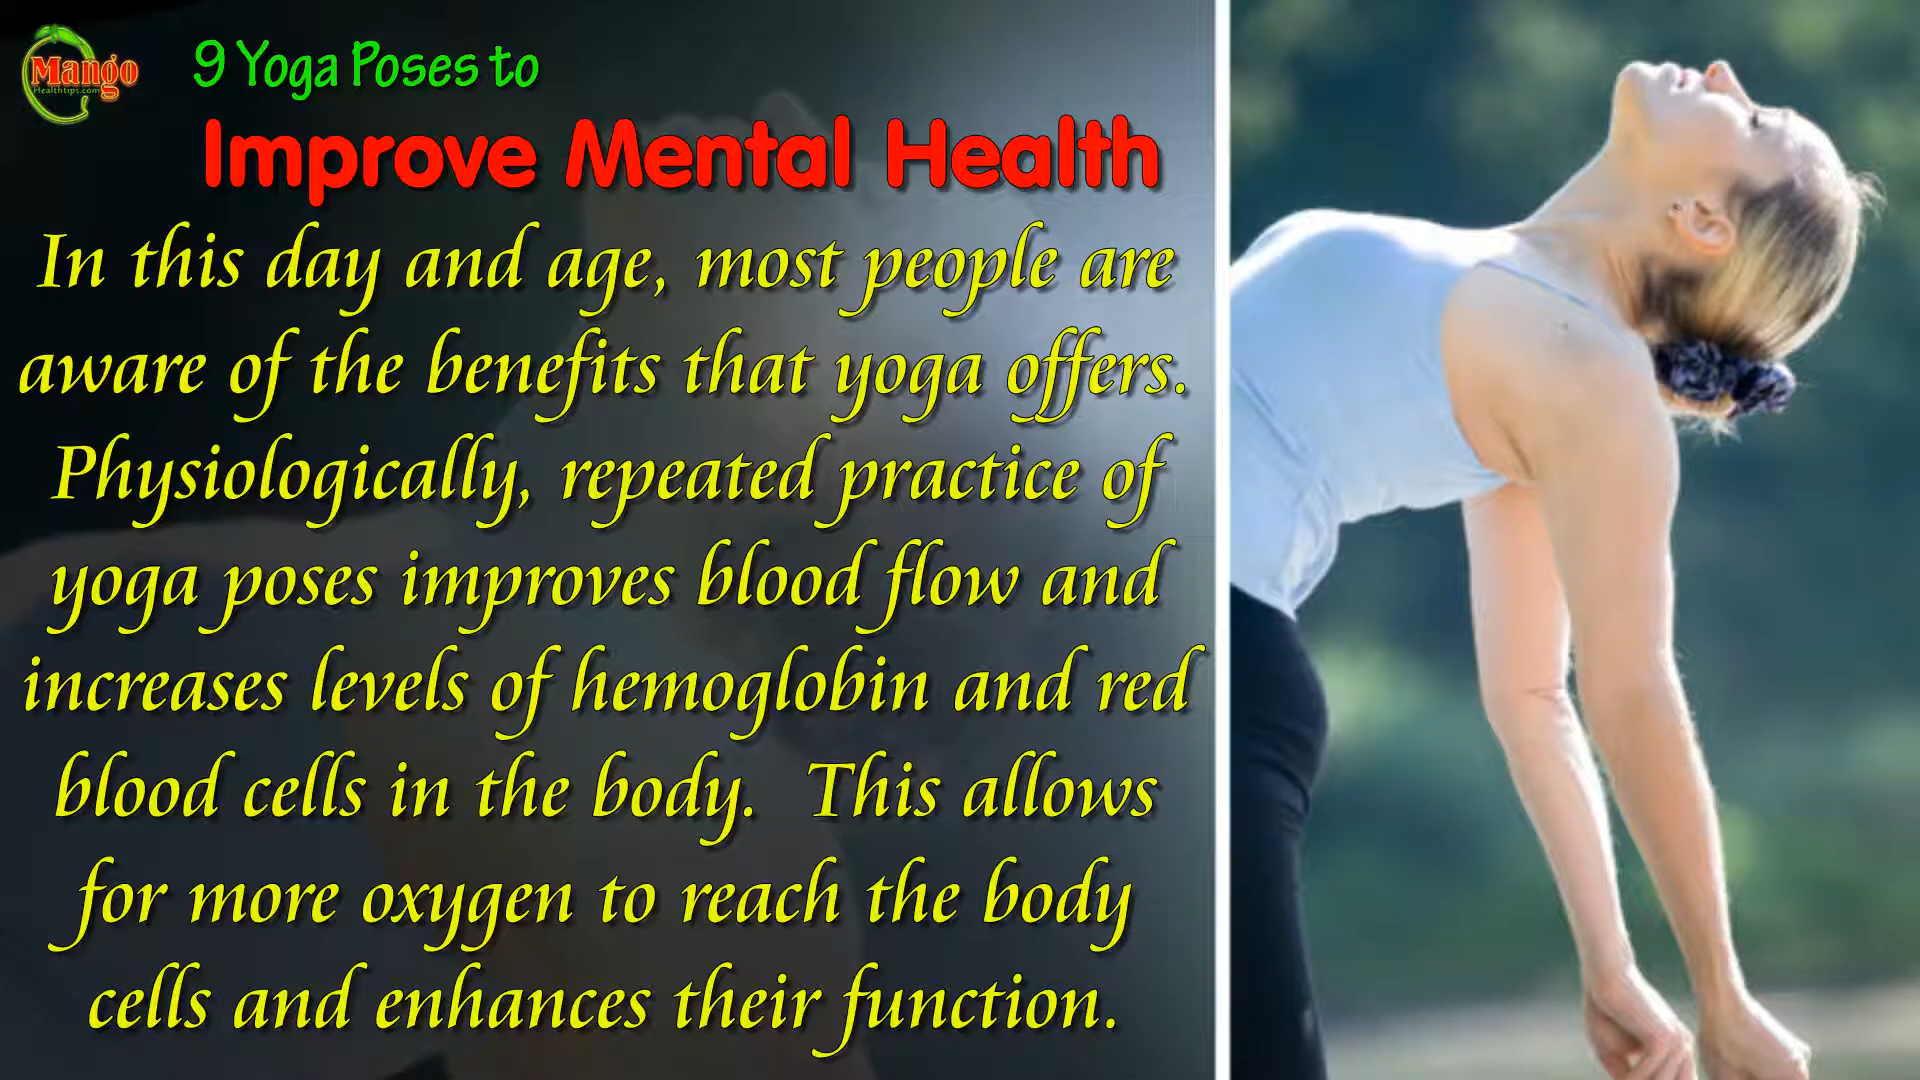 Mango
Healthtips.com
9 Yoga Poses to
Improve Mental Health
In this day and age, most people are
aware of the benefits that yoga offers.
Physiologically, repeated practice of
yoga poses improves blood flow and
increases levels of hemoglobin and red
blood cells in the body. This allows
for more oxygen to reach the body
cells and enhances their function.